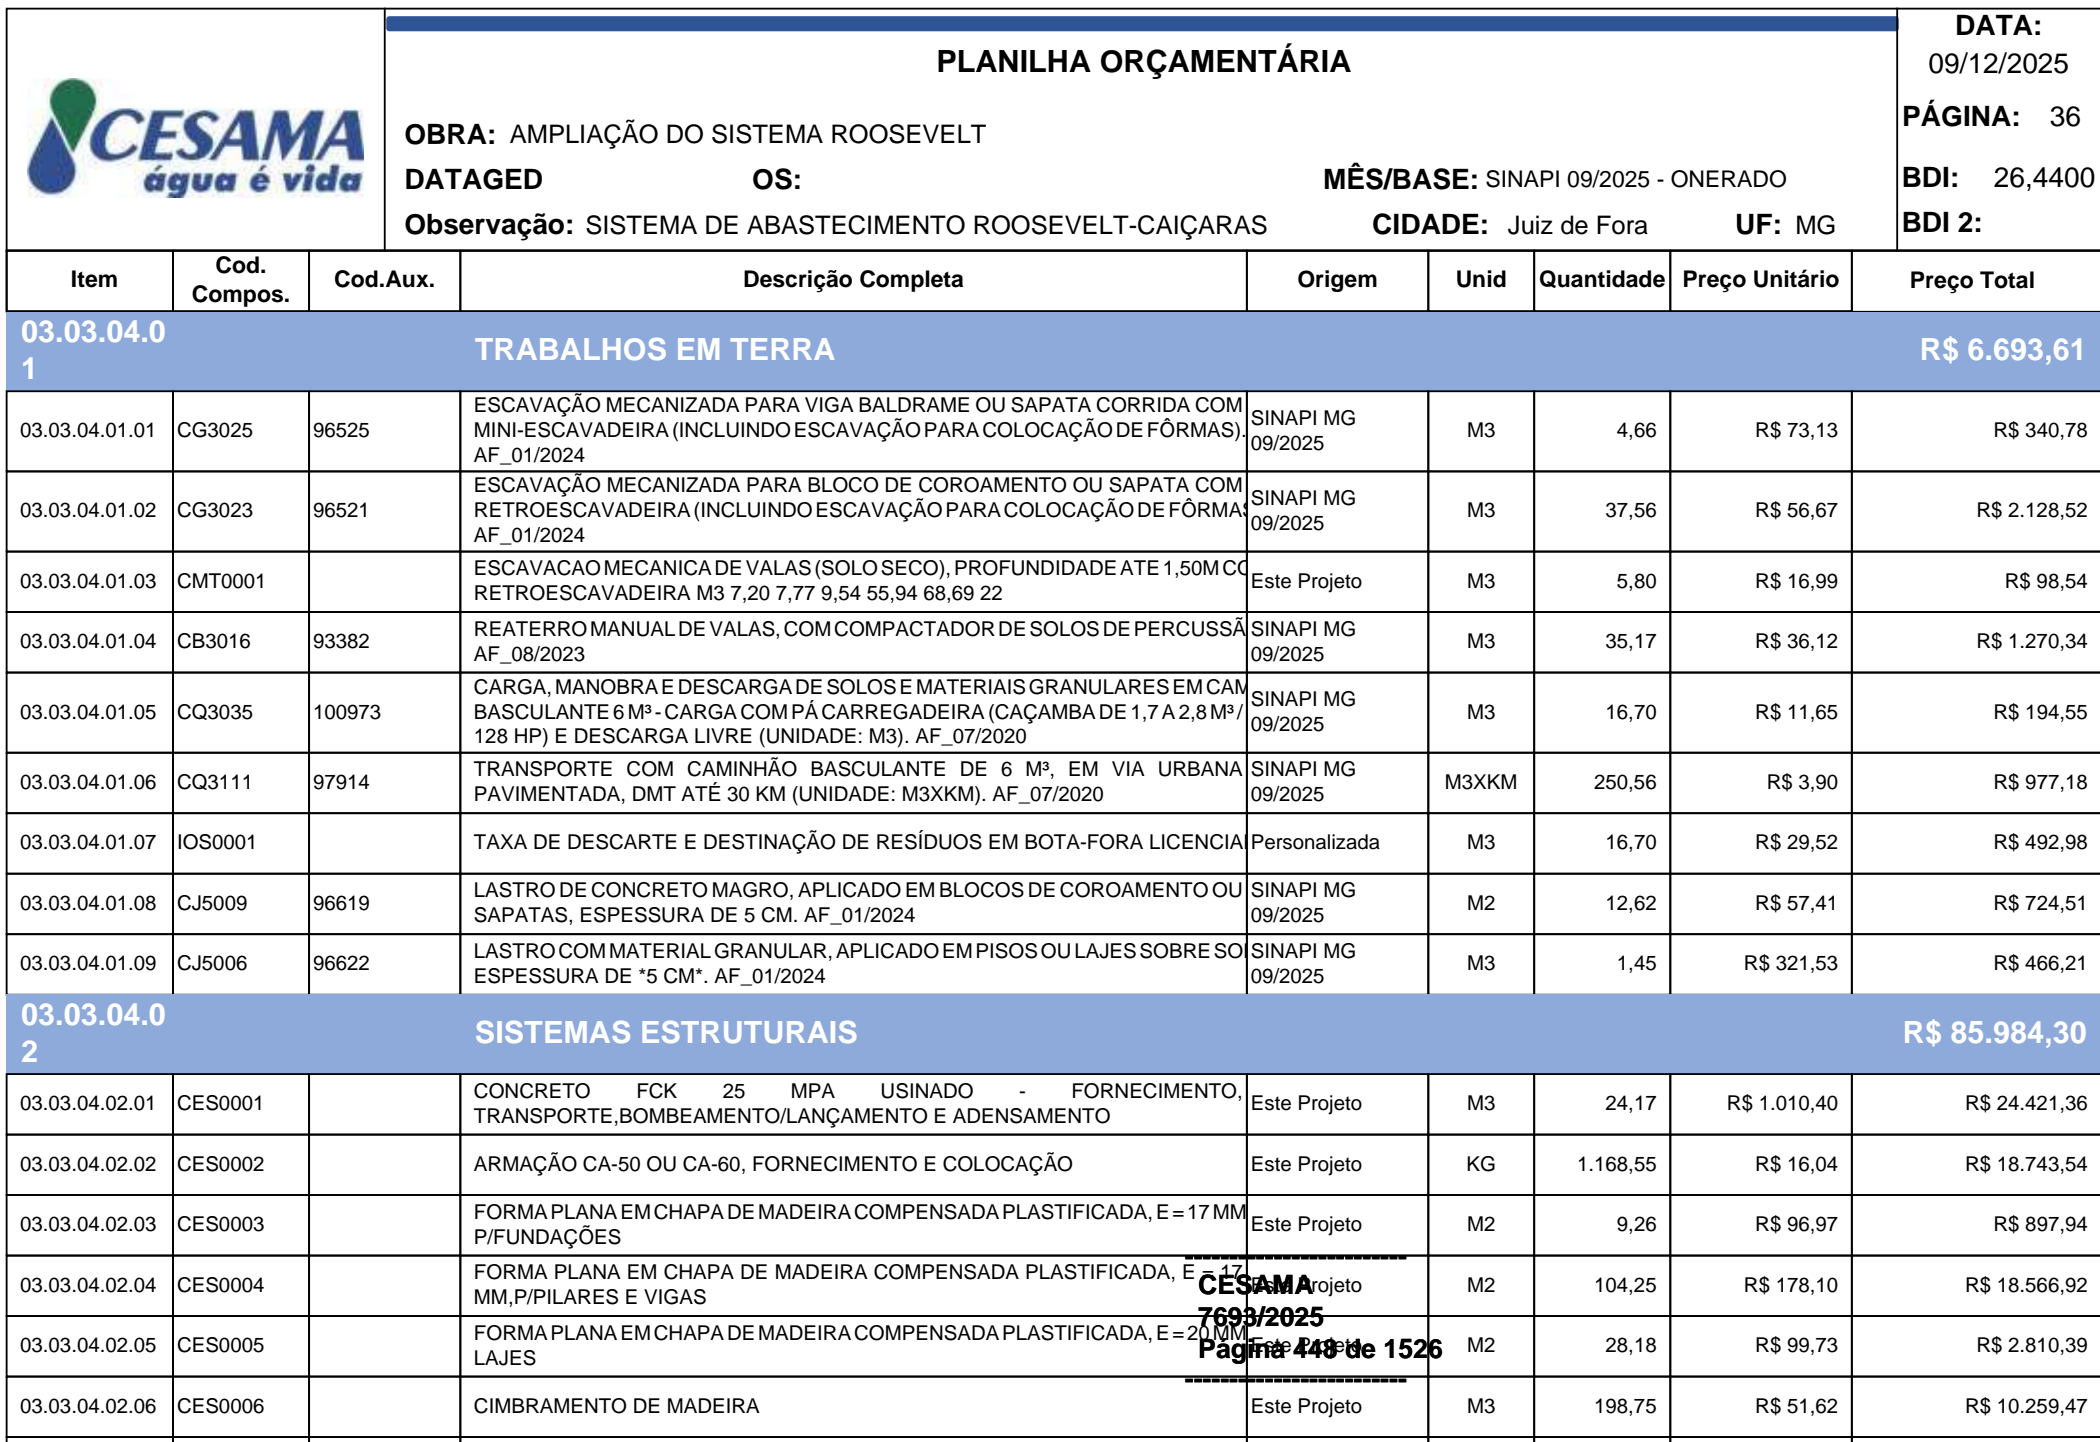 CESAMA
água é vida
PLANILHA ORÇAMENTÁRIA
OBRA: AMPLIAÇÃO DO SISTEMA ROOSEVELT
DATAGED OS: MÊS/BASE: SINAPI 09/2025 - ONERADO
Observação: SISTEMA DE ABASTECIMENTO ROOSEVELT-CAIÇARAS CIDADE: Juiz de Fora UF: MG
DATA:
09/12/2025
PÁGINA: 36
BDI: 26,4400
BDI 2:
Item Cod. Compos. Cod.Aux. Descrição Completa Origem Unid Quantidade Preço Unitário Preço Total
03.03.04.0
1 TRABALHOS EM TERRA R$ 6.693,61
03.03.04.01.01 CG3025 96525 ESCAVAÇÃO MECANIZADA PARA VIGA BALDRAME OU SAPATA CORRIDA COM
MINI-ESCAVADEIRA (INCLUINDO ESCAVAÇÃO PARA COLOCAÇÃO DE FÔRMAS).
AF_01/2024 SINAPI MG
09/2025 M3 4,66 R$ 73,13 R$ 340,78
03.03.04.01.02 CG3023 96521 ESCAVAÇÃO MECANIZADA PARA BLOCO DE COROAMENTO OU SAPATA COM
RETROESCAVADEIRA (INCLUINDO ESCAVAÇÃO PARA COLOCAÇÃO DE FÔRMAS
AF_01/2024 SINAPI MG
09/2025 M3 37,56 R$ 56,67 R$ 2.128,52
03.03.04.01.03 CMT0001 ESCAVACAO MECANICA DE VALAS (SOLO SECO), PROFUNDIDADE ATE 1,50M CO
RETROESCAVADEIRA M3 7,20 7,77 9,54 55,94 68,69 22 Este Projeto M3 5,80 R$ 16,99 R$ 98,54
03.03.04.01.04 CB3016 93382 REATERRO MANUAL DE VALAS, COM COMPACTADOR DE SOLOS DE PERCUSSÃ
AF_08/2023 SINAPI MG
09/2025 M3 35,17 R$ 36,12 R$ 1.270,34
03.03.04.01.05 CQ3035 100973 CARGA, MANOBRA E DESCARGA DE SOLOS E MATERIAIS GRANULARES EM CAM
BASCULANTE 6 M³ - CARGA COM PÁ CARREGADEIRA (CAÇAMBA DE 1,7 A 2,8 M³ /
128 HP) E DESCARGA LIVRE (UNIDADE: M3). AF_07/2020 SINAPI MG
09/2025 M3 16,70 R$ 11,65 R$ 194,55
03.03.04.01.06 CQ3111 97914 TRANSPORTE COM CAMINHÃO BASCULANTE DE 6 M³, EM VIA URBANA
PAVIMENTADA, DMT ATÉ 30 KM (UNIDADE: M3XKM). AF_07/2020 SINAPI MG
09/2025 M3XKM 250,56 R$ 3,90 R$ 977,18
03.03.04.01.07 IOS0001 TAXA DE DESCARTE E DESTINAÇÃO DE RESÍDUOS EM BOTA-FORA LICENCIA Personalizada M3 16,70 R$ 29,52 R$ 492,98
03.03.04.01.08 CJ5009 96619 LASTRO DE CONCRETO MAGRO, APLICADO EM BLOCOS DE COROAMENTO OU
SAPATAS, ESPESSURA DE 5 CM. AF_01/2024 SINAPI MG
09/2025 M2 12,62 R$ 57,41 R$ 724,51
03.03.04.01.09 CJ5006 96622 LASTRO COM MATERIAL GRANULAR, APLICADO EM PISOS OU LAJES SOBRE SO
ESPESSURA DE *5 CM*. AF_01/2024 SINAPI MG
09/2025 M3 1,45 R$ 321,53 R$ 466,21
03.03.04.0
2 SISTEMAS ESTRUTURAIS R$ 85.984,30
03.03.04.02.01 CES0001 CONCRETO FCK 25 MPA USINADO - FORNECIMENTO,
TRANSPORTE,BOMBEAMENTO/LANÇAMENTO E ADENSAMENTO Este Projeto M3 24,17 R$ 1.010,40 R$ 24.421,36
03.03.04.02.02 CES0002 ARMAÇÃO CA-50 OU CA-60, FORNECIMENTO E COLOCAÇÃO Este Projeto KG 1.168,55 R$ 16,04 R$ 18.743,54
03.03.04.02.03 CES0003 FORMA PLANA EM CHAPA DE MADEIRA COMPENSADA PLASTIFICADA, E = 17 MM
P/FUNDAÇÕES Este Projeto M2 9,26 R$ 96,97 R$ 897,94
03.03.04.02.04 CES0004 FORMA PLANA EM CHAPA DE MADEIRA COMPENSADA PLASTIFICADA, E = 17
MM,P/PILARES E VIGAS Este Projeto M2 104,25 R$ 178,10 R$ 18.566,92
03.03.04.02.05 CES0005 FORMA PLANA EM CHAPA DE MADEIRA COMPENSADA PLASTIFICADA, E = 20 MM
LAJES Este Projeto M2 28,18 R$ 99,73 R$ 2.810,39
03.03.04.02.06 CES0006 CIMBRAMENTO DE MADEIRA Este Projeto M3 198,75 R$ 51,62 R$ 10.259,47
-------------------------
CESAMA
7693/2025
Página 448 de 1526
-------------------------